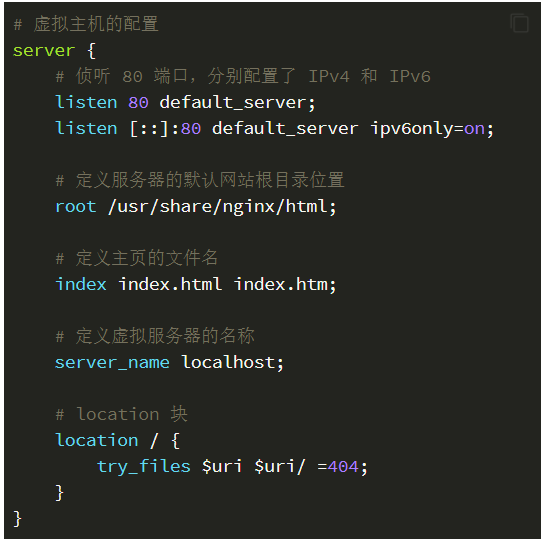 # 虚拟主机的配置
server {
    # 侦听 80 端口，分别配置了 IPv4 和 IPv6
    listen 80 default_server;
    listen [::]:80 default_server ipv6only=on;

    # 定义服务器的默认网站根目录位置
    root /usr/share/nginx/html;

    # 定义主页的文件名
    index index.html index.htm;

    # 定义虚拟服务器的名称
    server_name localhost;

    # location 块
    location / {
        try_files $uri $uri/ =404;
    }
}